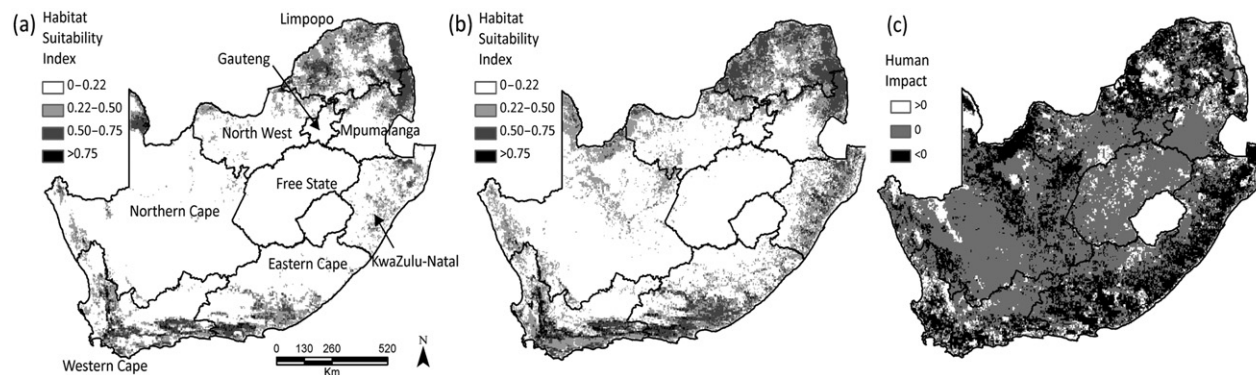 (a)
Habitat
Suitability
Index
0–0.22
0.22–0.50
0.50–0.75
>0.75
Limpopo
Gauteng
North West
Mpumalanga
Free State
Northern Cape
KwaZulu-Natal
Eastern Cape
Western Cape
0 130 260 520
Km
N
(b)
Habitat
Suitability
Index
0–0.22
0.22–0.50
0.50–0.75
>0.75
(c)
Human
Impact
>0
0
<0